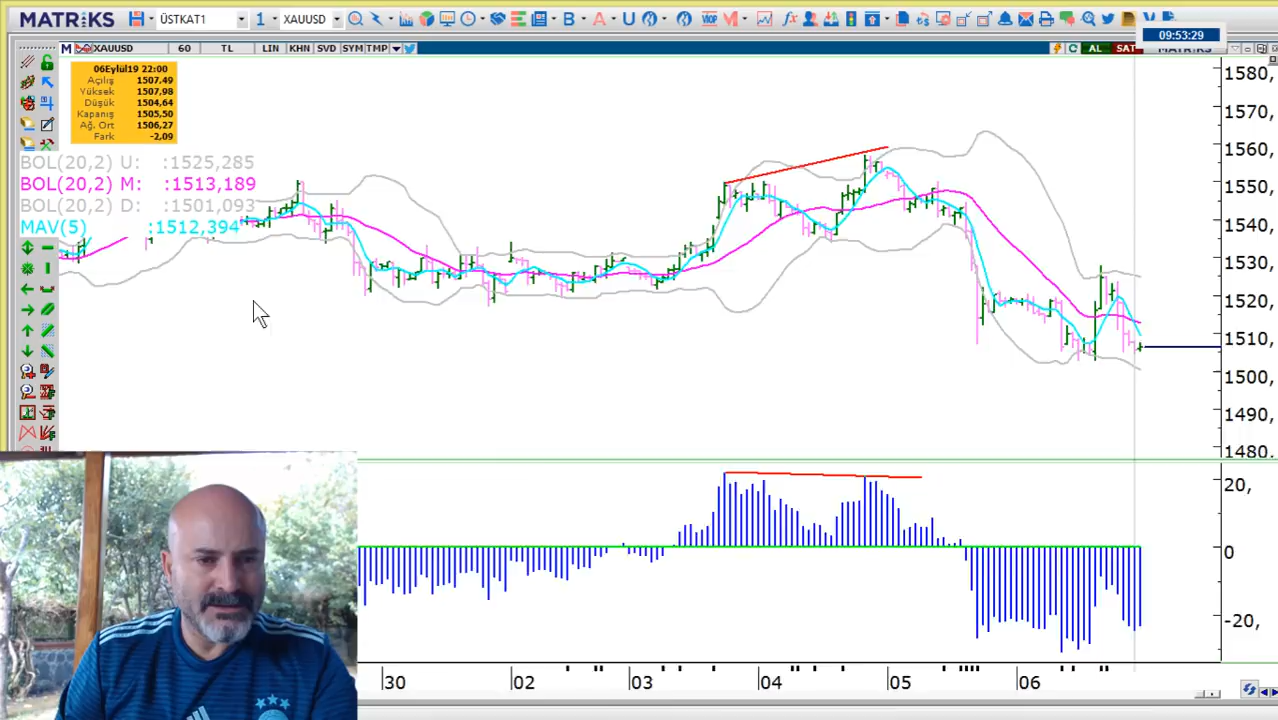 MATRIKS ÜSTKAT1 1 XAUUSD
09:53:29
M XAUUSD 60 TL LIN KHN SVD SYM TMP AL SAT MATRIKS
06Eylül19 22:00
Açılış 1507,49
Yüksek 1507,98
Düşük 1504,64
Kapanış 1505,50
Ağ. Ort 1506,27
Fark -2,09
BOL(20,2) U: :1525,285
BOL(20,2) M: :1513,189
BOL(20,2) D: :1501,093
MAV(5) :1512,394
1580,
1570,
1560,
1550,
1540,
1530,
1520,
1510,
1500,
1490,
1480,
20,
0
-20,
30 02 03 04 05 06